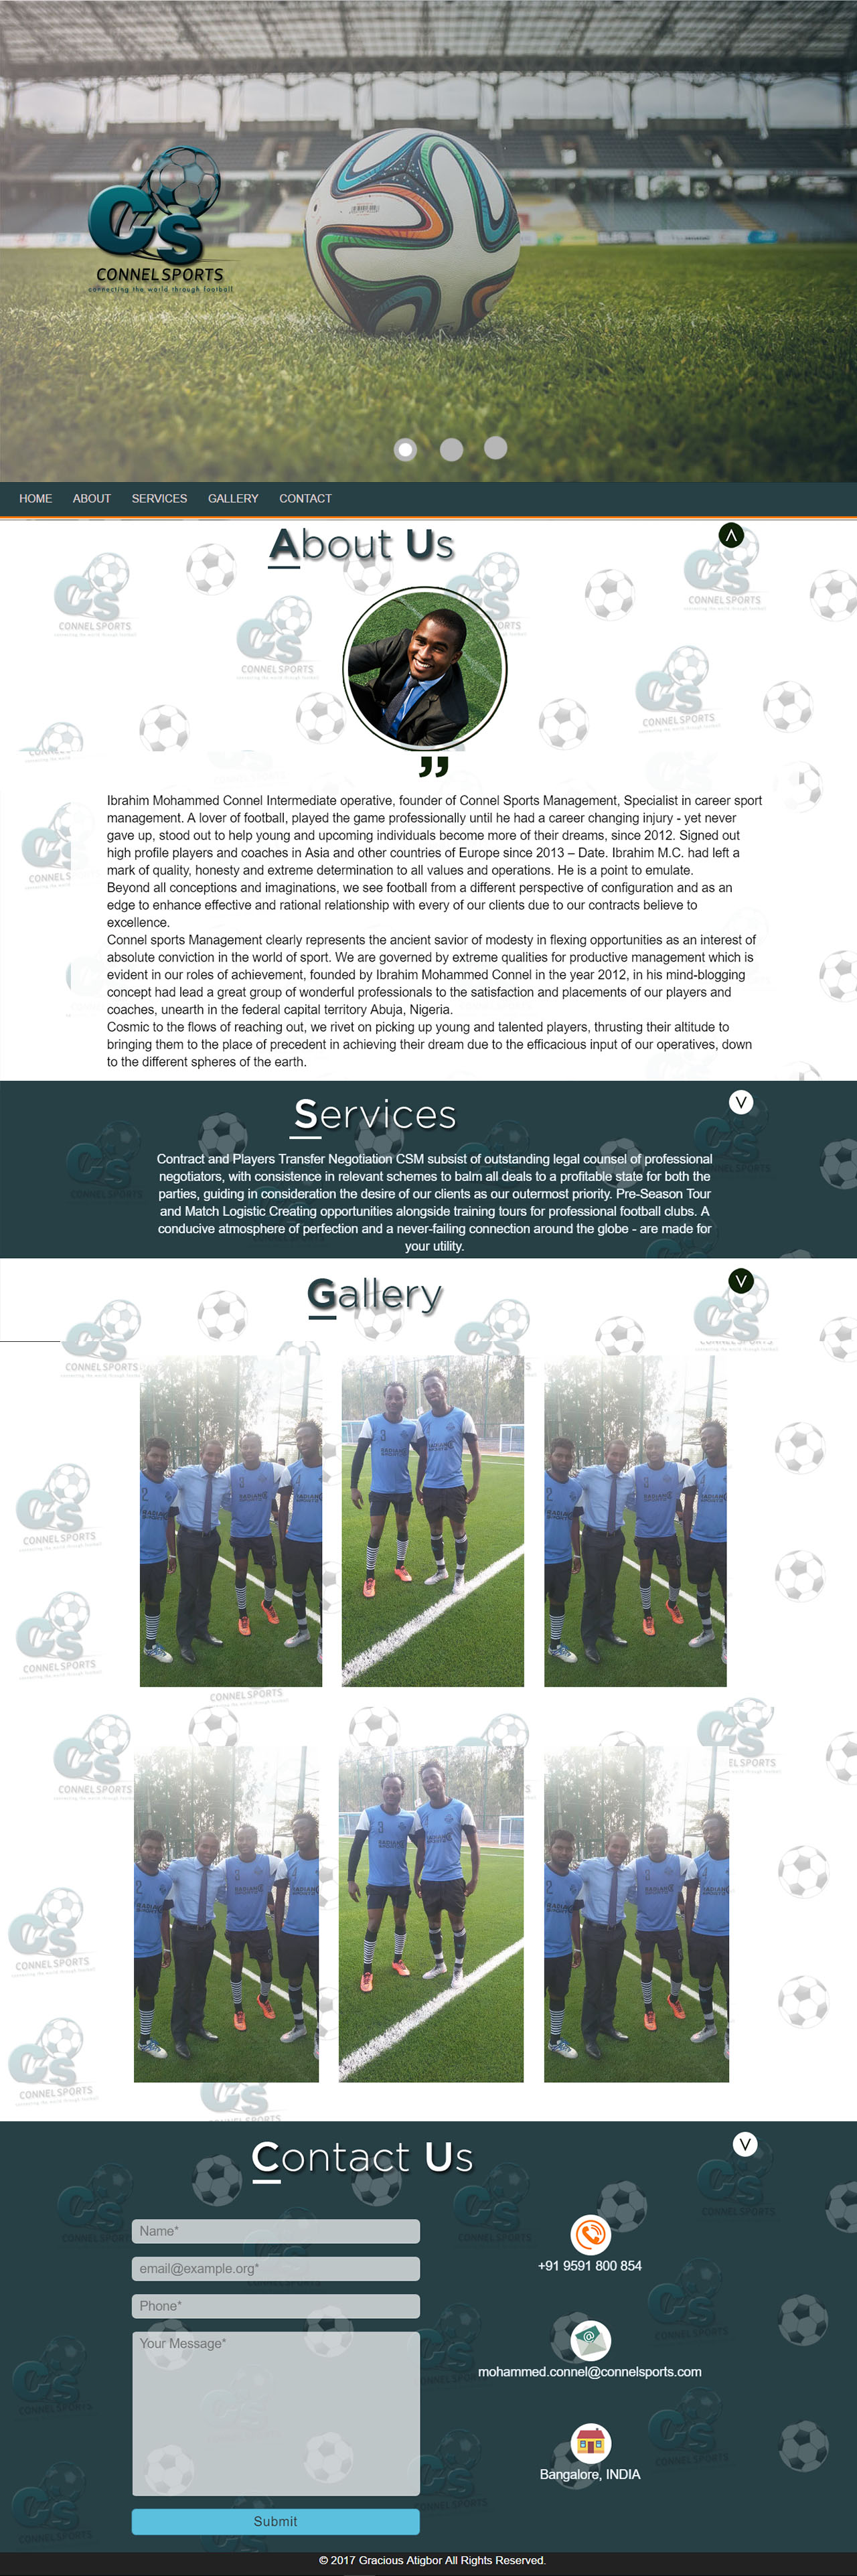 CS
CONNEL SPORTS
connecting the world through football
HOME ABOUT SERVICES GALLERY CONTACT
About Us
Ibrahim Mohammed Connel Intermediate operative, founder of Connel Sports Management, Specialist in career sport
management. A lover of football, played the game professionally until he had a career changing injury - yet never
gave up, stood out to help young and upcoming individuals become more of their dreams, since 2012. Signed out
high profile players and coaches in Asia and other countries of Europe since 2013 – Date. Ibrahim M.C. had left a
mark of quality, honesty and extreme determination to all values and operations. He is a point to emulate.
Beyond all conceptions and imaginations, we see football from a different perspective of configuration and as an
edge to enhance effective and rational relationship with every of our clients due to our contracts believe to
excellence.
Connel sports Management clearly represents the ancient savior of modesty in flexing opportunities as an interest of
absolute conviction in the world of sport. We are governed by extreme qualities for productive management which is
evident in our roles of achievement, founded by Ibrahim Mohammed Connel in the year 2012, in his mind-blogging
concept had lead a great group of wonderful professionals to the satisfaction and placements of our players and
coaches, unearth in the federal capital territory Abuja, Nigeria.
Cosmic to the flows of reaching out, we rivet on picking up young and talented players, thrusting their altitude to
bringing them to the place of precedent in achieving their dream due to the efficacious input of our operatives, down
to the different spheres of the earth.
Services
Contract and Players Transfer Negotiation CSM subsist of outstanding legal counsel of professional
negotiators, with consistence in relevant schemes to balm all deals to a profitable state for both the
parties, guiding in consideration the desire of our clients as our outermost priority. Pre-Season Tour
and Match Logistic Creating opportunities alongside training tours for professional football clubs. A
conducive atmosphere of perfection and a never-failing connection around the globe - are made for
your utility.
Gallery
Contact Us
Name*
email@example.org*
Phone*
Your Message*
Submit
+91 9591 800 854
mohammed.connel@connelsports.com
Bangalore, INDIA
© 2017 Gracious Atigbor All Rights Reserved.